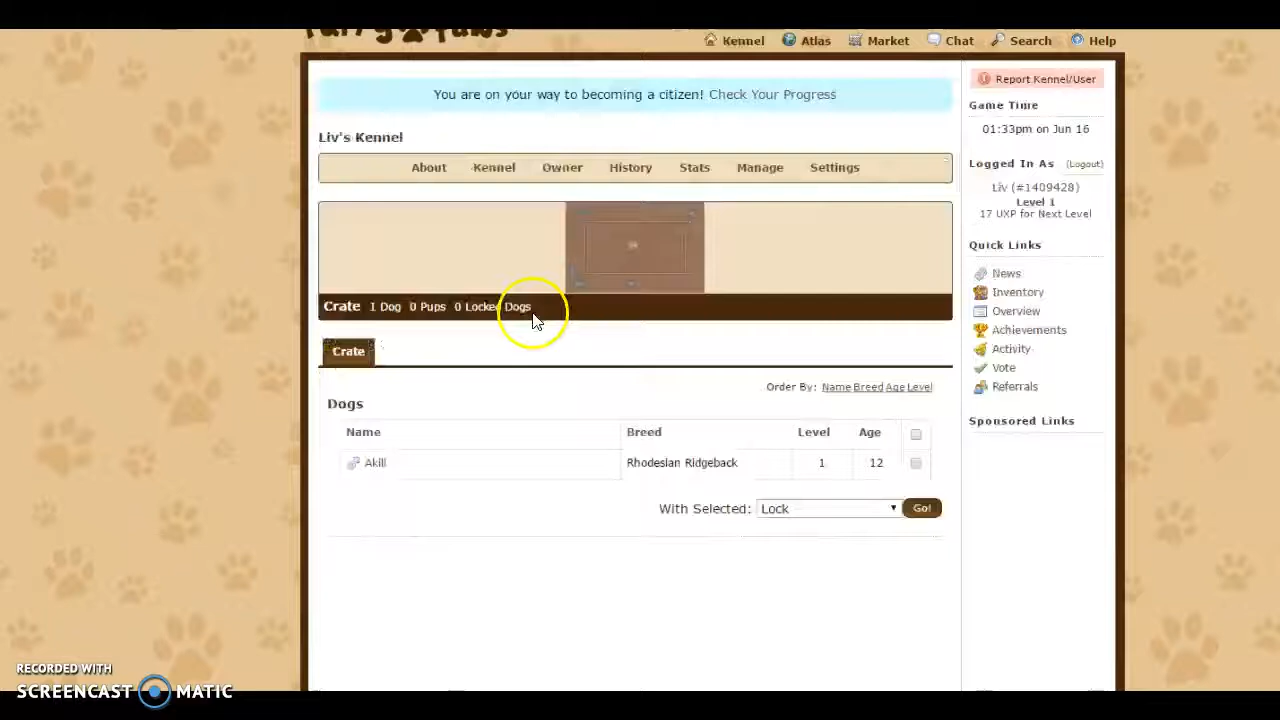 Kennel Atlas Market Chat Search Help
You are on your way to becoming a citizen! Check Your Progress
Report Kennel/User
Game Time
01:33pm on Jun 16
Liv's Kennel
About Kennel Owner History Stats Manage Settings
Logged In As (Logout)
Liv (#1409428)
Level 1
17 UXP for Next Level
Crate 1 Dog 0 Pups 0 Locked Dogs
Quick Links
News
Inventory
Overview
Achievements
Activity
Vote
Referrals
Sponsored Links
Crate
Order By: Name Breed Age Level
Dogs
Name Breed Level Age
Akili Rhodesian Ridgeback 1 12
With Selected: Lock Go!
RECORDED WITH
SCREENCAST MATIC